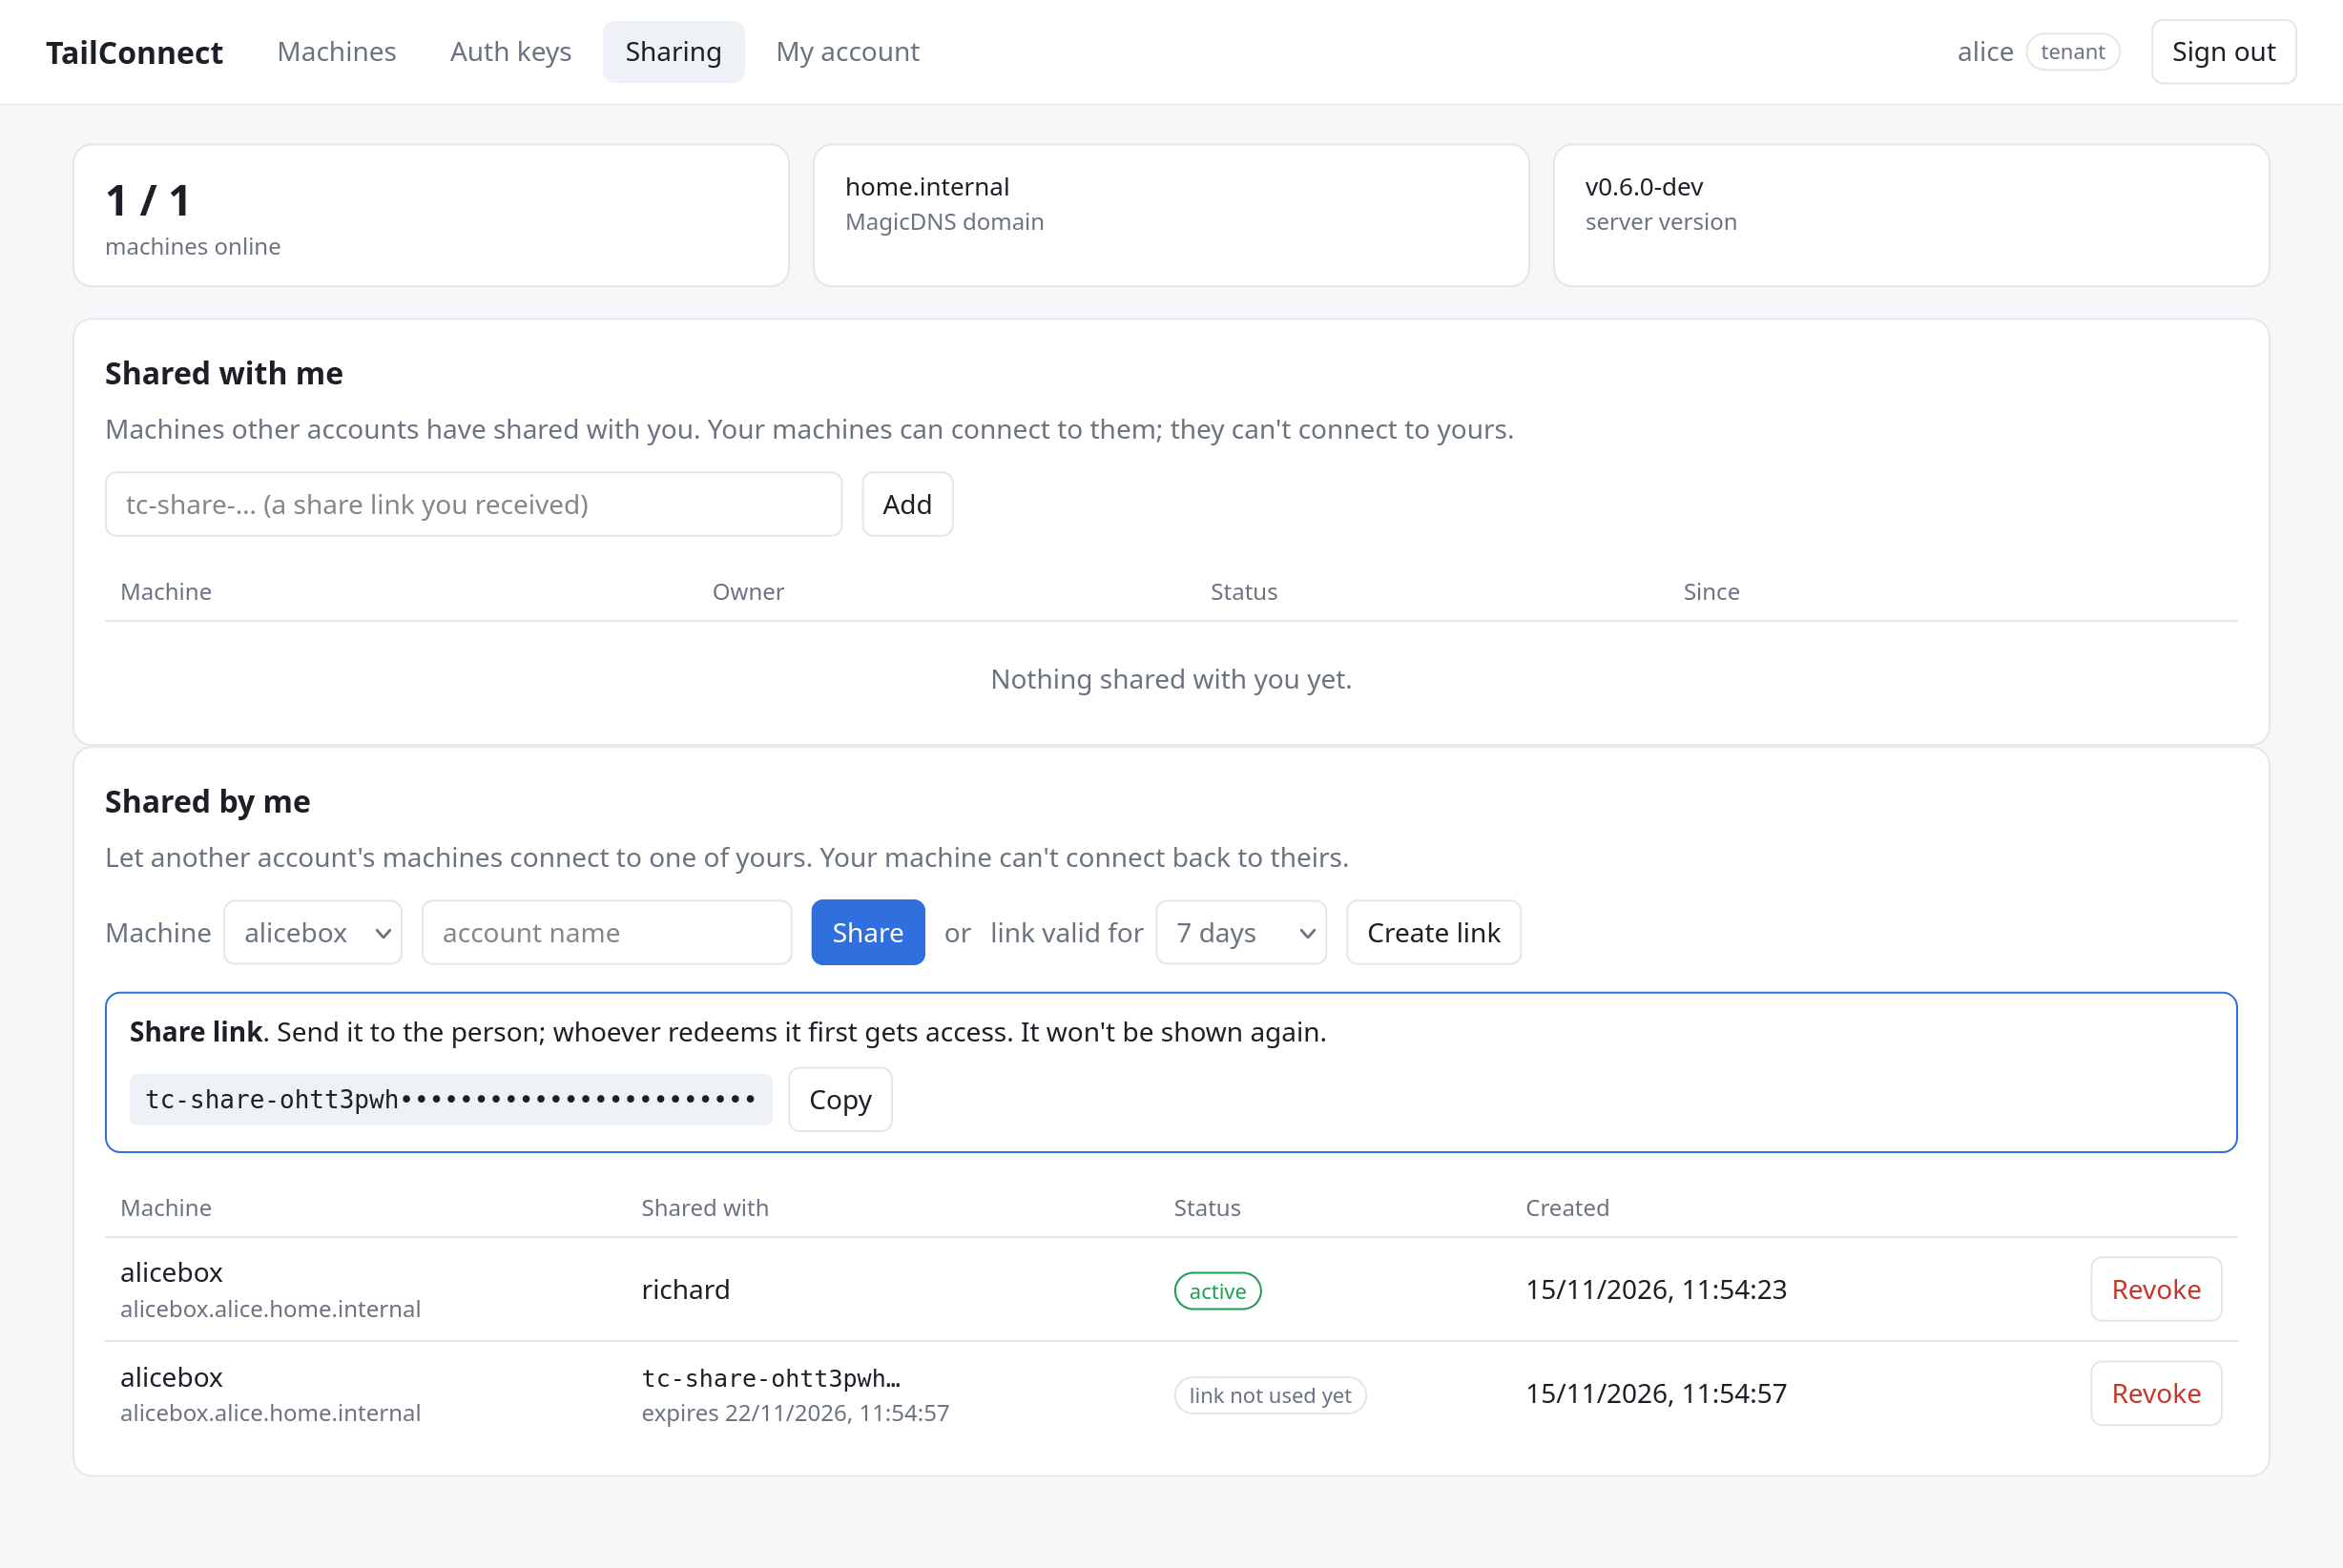 TailConnect Machines Auth keys Sharing My account alice tenant Sign out
1 / 1
machines online
home.internal
MagicDNS domain
v0.6.0-dev
server version
Shared with me
Machines other accounts have shared with you. Your machines can connect to them; they can't connect to yours.
tc-share-... (a share link you received) Add
Machine Owner Status Since
Nothing shared with you yet.
Shared by me
Let another account's machines connect to one of yours. Your machine can't connect back to theirs.
Machine alicebox account name Share or link valid for 7 days Create link
Share link. Send it to the person; whoever redeems it first gets access. It won't be shown again.
tc-share-ohtt3pwh•••••••••••••••••••••••• Copy
Machine Shared with Status Created
alicebox
alicebox.alice.home.internal
richard active 15/11/2026, 11:54:23 Revoke
alicebox
alicebox.alice.home.internal
tc-share-ohtt3pwh…
expires 22/11/2026, 11:54:57
link not used yet 15/11/2026, 11:54:57 Revoke